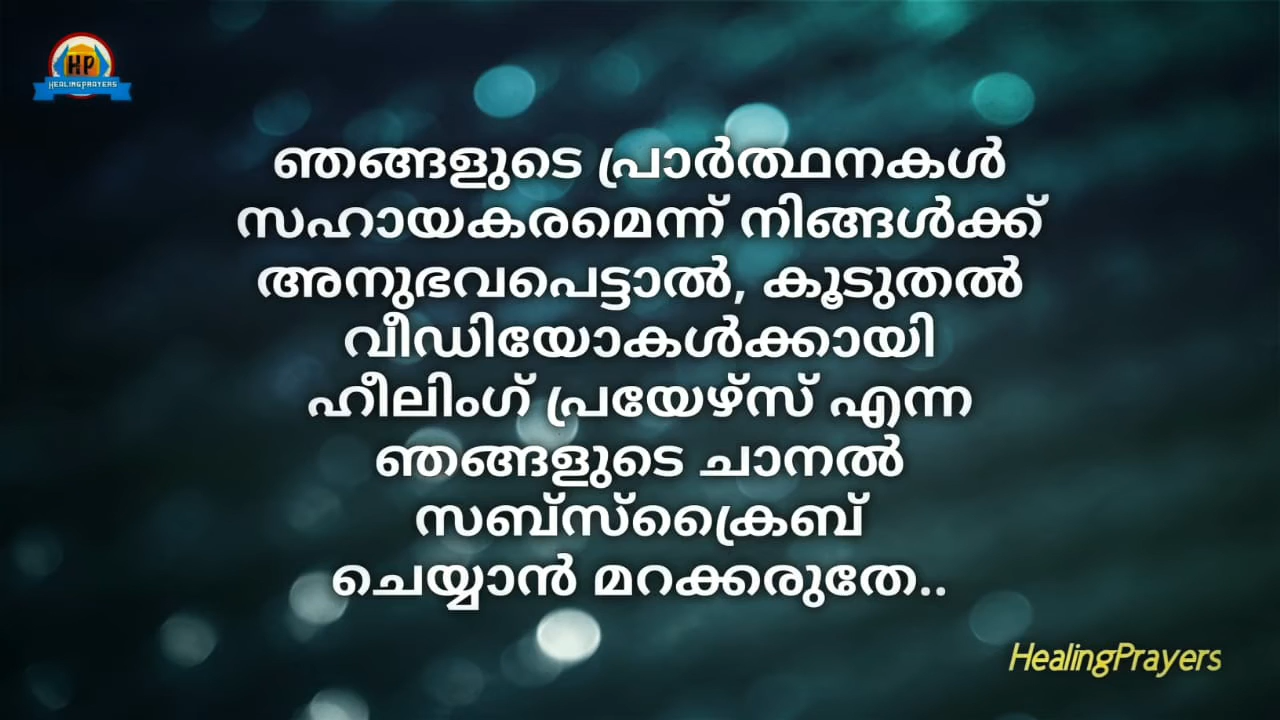 HP
HEALINGPRAYERS
ഞങ്ങളുടെ പ്രാർത്ഥനകൾ
സഹായകരമെന്ന് നിങ്ങൾക്ക്
അനുഭവപെട്ടാൽ, കൂടുതൽ
വീഡിയോകൾക്കായി
ഹീലിംഗ് പ്രയേഴ്സ് എന്ന
ഞങ്ങളുടെ ചാനൽ
സബ്സ്ക്രൈബ്
ചെയ്യാൻ മറക്കരുതേ..
HealingPrayers